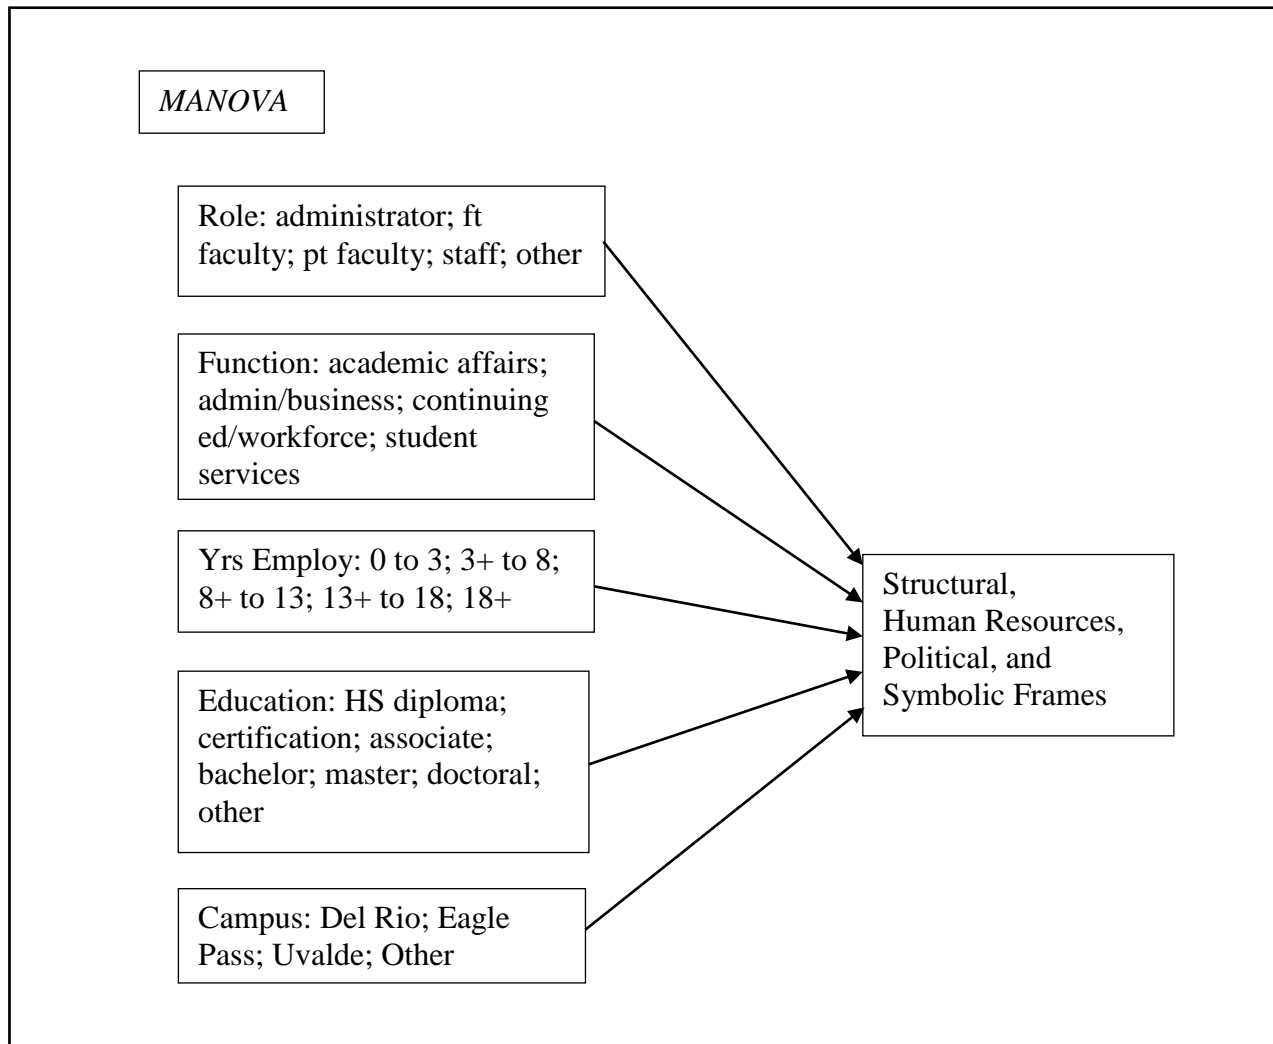 MANOVA
Role: administrator; ft
faculty; pt faculty; staff; other
Function: academic affairs;
admin/business; continuing
ed/workforce; student
services
Yrs Employ: 0 to 3; 3+ to 8;
8+ to 13; 13+ to 18; 18+
Education: HS diploma;
certification; associate;
bachelor; master; doctoral;
other
Campus: Del Rio; Eagle
Pass; Uvalde; Other
Structural,
Human Resources,
Political, and
Symbolic Frames